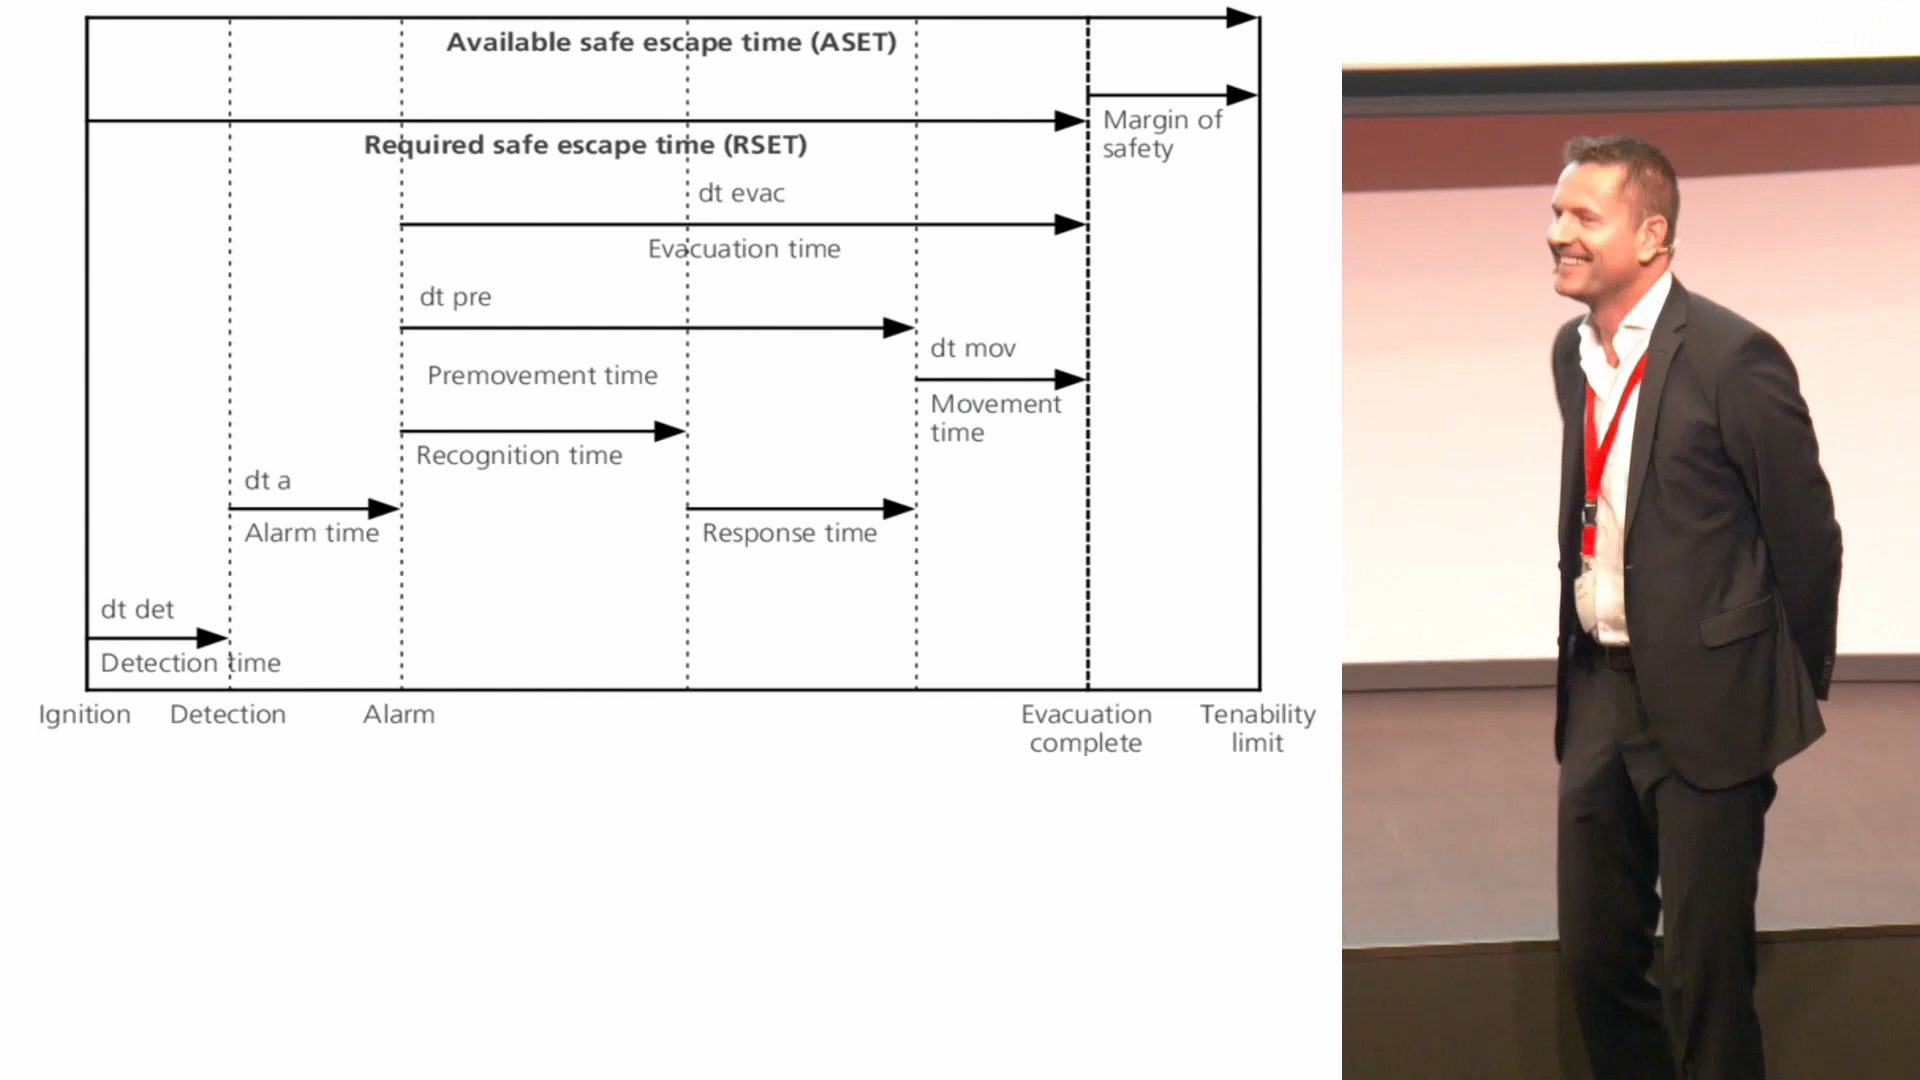 Available safe escape time (ASET)
Margin of
safety
Required safe escape time (RSET)
dt evac
Evacuation time
dt pre
Premovement time
dt mov
Movement
time
Recognition time
dt a
Alarm time
Response time
dt det
Detection time
Ignition
Detection
Alarm
Evacuation
complete
Tenability
limit